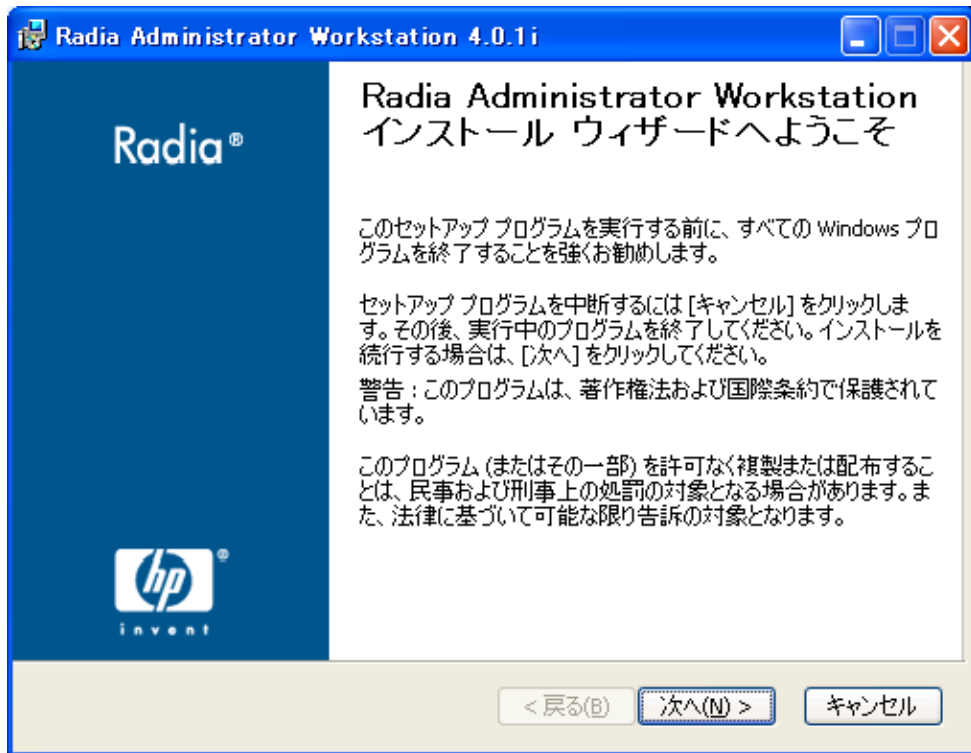 Radia Administrator Workstation 4.0.1i
Radia®
Radia Administrator Workstation
インストール ウィザードへようこそ
このセットアップ プログラムを実行する前に、すべての Windows プロ
グラムを終了することを強くお勧めします。
セットアップ プログラムを中断するには [キャンセル] をクリックしま
す。その後、実行中のプログラムを終了してください。インストールを
続行する場合は、[次へ] をクリックしてください。
警告 : このプログラムは、著作権法および国際条約で保護されて
います。
このプログラム (またはその一部) を許可なく複製または配布するこ
とは、民事および刑事上の処罰の対象となる場合があります。ま
た、法律に基づいて可能な限り告訴の対象となります。
hp®
invent
< 戻る(B)
次へ(N) >
キャンセル